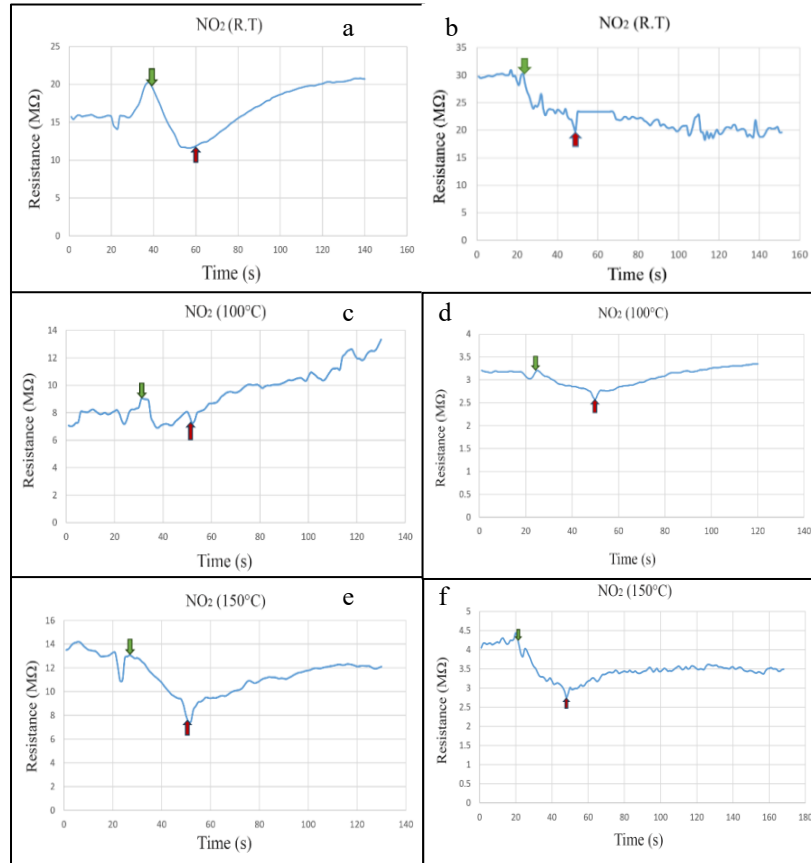 NO₂ (R.T)
a
Resistance (MΩ)
25
20
15
10
5
0
0 20 40 60 80 100 120 140 160
Time (s)
b
NO₂ (R.T)
Resistance (MΩ)
35
30
25
20
15
10
5
0
0 20 40 60 80 100 120 140 160
Time (s)
NO₂ (100°C)
c
Resistance (MΩ)
14
12
10
8
6
4
2
0
0 20 40 60 80 100 120 140
Time (s)
d
NO₂ (100°C)
Resistance (MΩ)
4
3.5
3
2.5
2
1.5
1
0.5
0
0 20 40 60 80 100 120 140
Time (s)
NO₂ (150°C)
e
Resistance (MΩ)
16
14
12
10
8
6
4
2
0
0 20 40 60 80 100 120 130
Time (s)
f
NO₂ (150°C)
Resistance (MΩ)
5
4.5
4
3.5
3
2.5
2
1.5
1
0.5
0
0 20 40 60 80 100 120 140 160 180
Time (s)